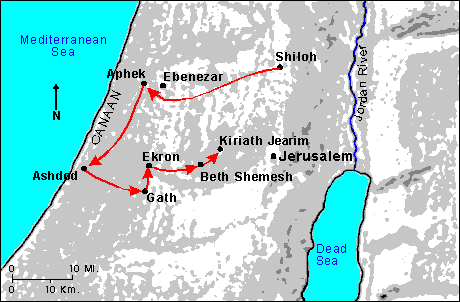 Mediterranean
Sea
Shiloh
Aphek
Ebenezar
Jordan River
N
CANAAN
Kiriath Jearim
Ekron
Jerusalem
Ashdod
Beth Shemesh
Gath
Dead
Sea
0 10 Mi.
0 10 Km.